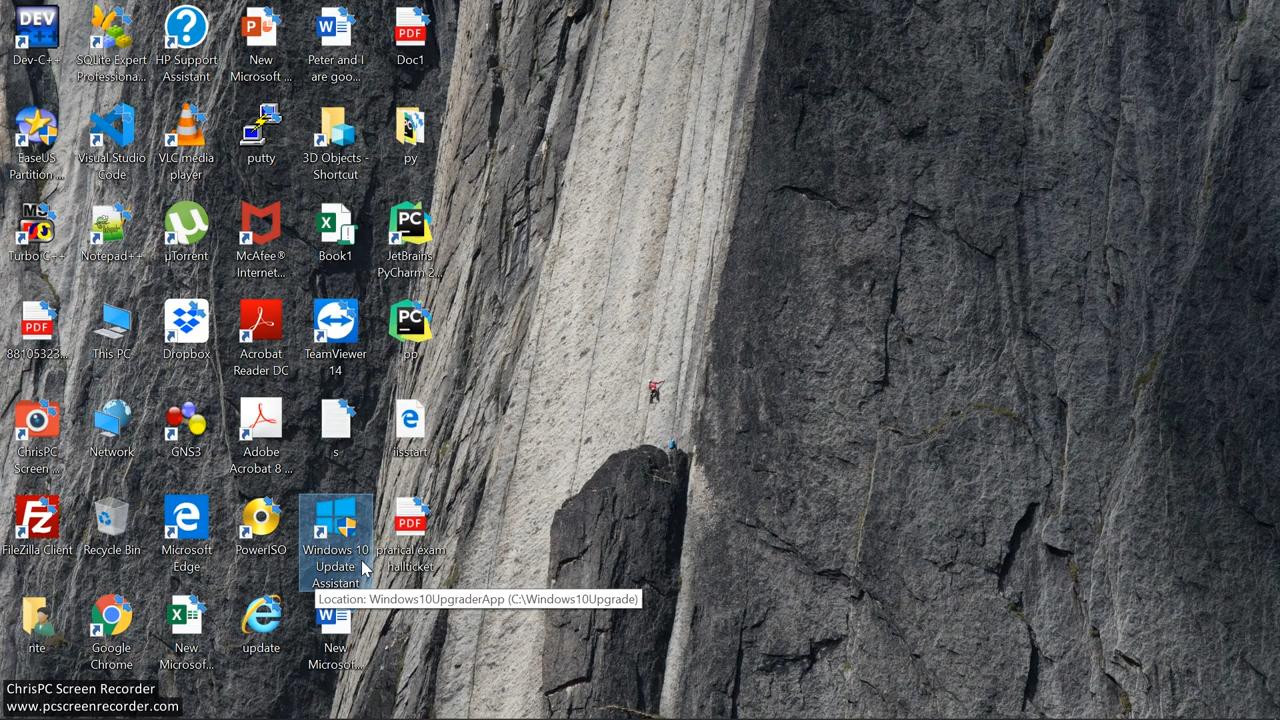 DEV
Dev-C++
SQLite Expert
Professiona...
HP Support
Assistant
New
Microsoft ...
Peter and I
are goo...
PDF
Doc1
EaseUS
Partition ...
Visual Studio
Code
VLC media
player
putty
3D Objects -
Shortcut
py
MS
Turbo C++
Notepad++
µTorrent
McAfee®
Internet...
Book1
PC
JetBrains
PyCharm 2...
PDF
88105323...
This PC
Dropbox
Acrobat
Reader DC
TeamViewer
14
PC
pp
ChrisPC
Screen ...
Network
GNS3
Adobe
Acrobat 8 ...
s
iisstart
FileZilla Client
Recycle Bin
Microsoft
Edge
PowerISO
Windows 10
Update
Assistant
PDF
prarical exam
hallticket
Location: Windows10UpgraderApp (C:\Windows10Upgrade)
nte
Google
Chrome
New
Microsof...
update
New
Microsof...
ChrisPC Screen Recorder
www.pcscreenrecorder.com